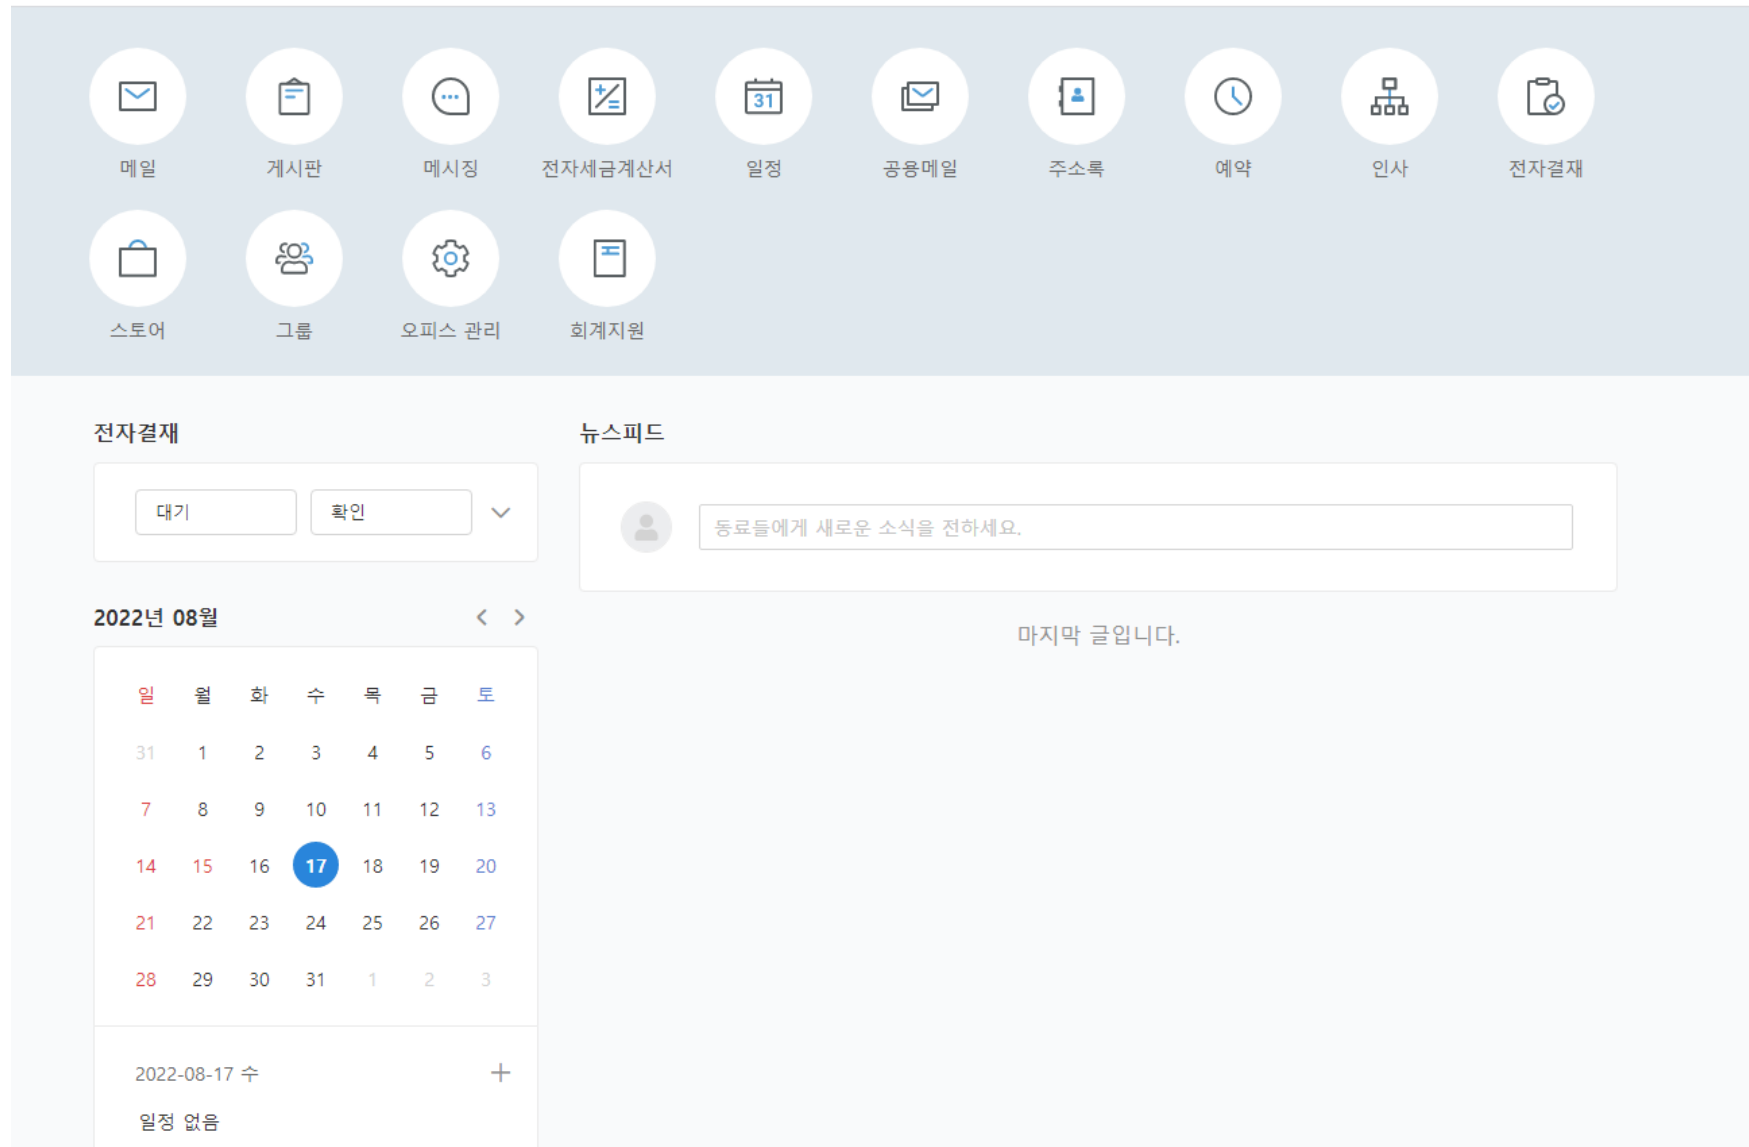 31
메일 게시판 메시징 전자세금계산서 일정 공용메일 주소록 예약 인사 전자결재
스토어 그룹 오피스 관리 회계지원
전자결재
대기 확인
2022년 08월
일 월 화 수 목 금 토
31 1 2 3 4 5 6
7 8 9 10 11 12 13
14 15 16 17 18 19 20
21 22 23 24 25 26 27
28 29 30 31 1 2 3
2022-08-17 수
일정 없음
뉴스피드
동료들에게 새로운 소식을 전하세요.
마지막 글입니다.